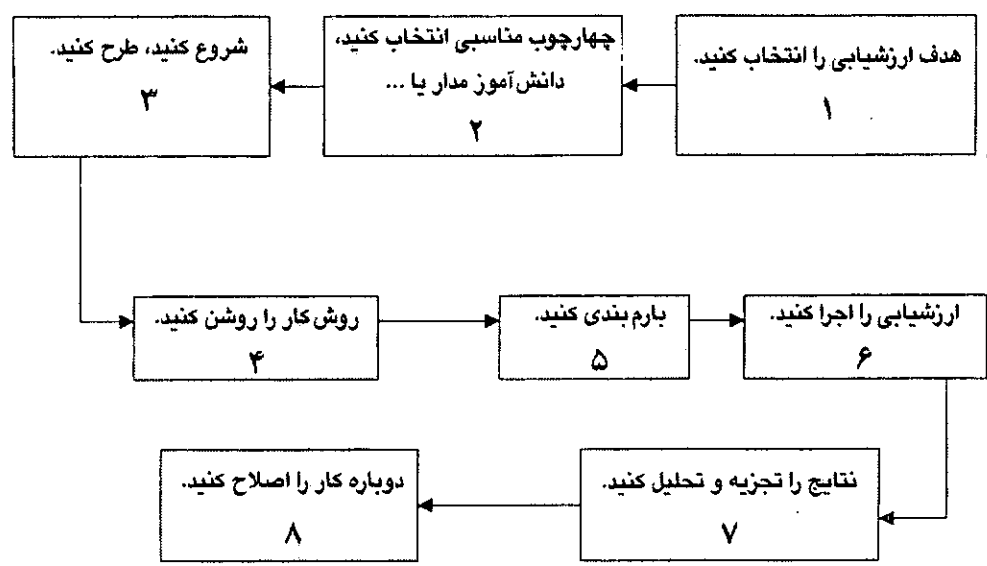 هدف ارزشیابی را انتخاب کنید.
۱
چهارچوب مناسبی انتخاب کنید،
دانش‌آموز مدار یا ...
۲
شروع کنید، طرح کنید.
۳
روش کار را روشن کنید.
۴
بارم بندی کنید.
۵
ارزشیابی را اجرا کنید.
۶
نتایج را تجزیه و تحلیل کنید.
۷
دوباره کار را اصلاح کنید.
۸